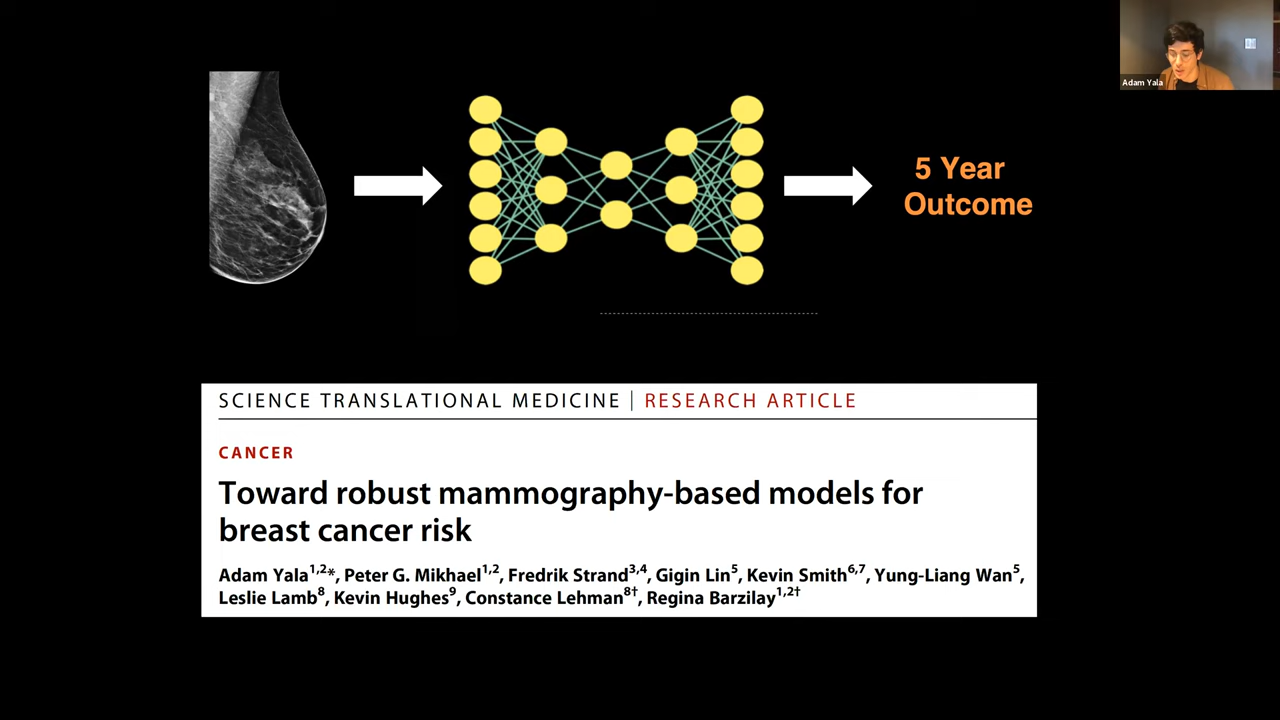 Adam Yala
5 Year
Outcome
SCIENCE TRANSLATIONAL MEDICINE | RESEARCH ARTICLE
CANCER
Toward robust mammography-based models for
breast cancer risk
Adam Yala1,2*, Peter G. Mikhael1,2, Fredrik Strand3,4, Gigin Lin5, Kevin Smith6,7, Yung-Liang Wan5,
Leslie Lamb8, Kevin Hughes9, Constance Lehman8†, Regina Barzilay1,2†